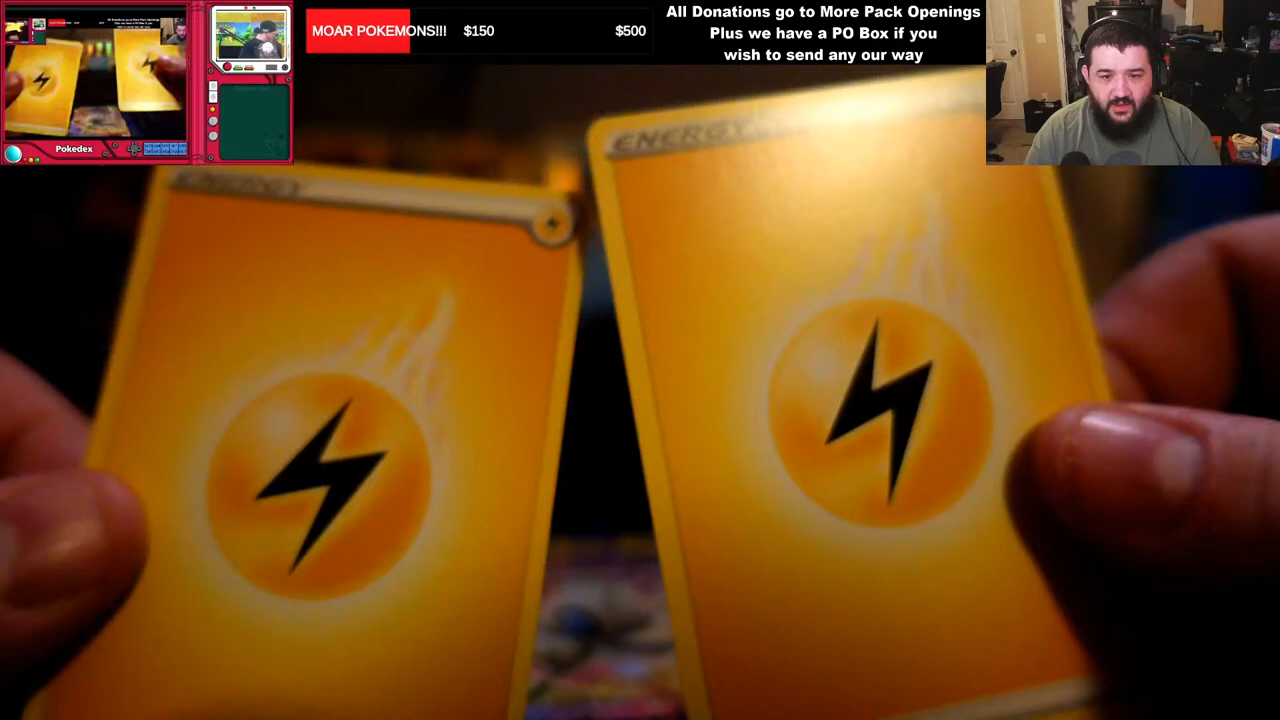 MOAR POKEMONS!!! $150 $500
All Donations go to More Pack Openings
Plus we have a PO Box if you
wish to send any our way
Pokedex
ENERGY
ENERGY